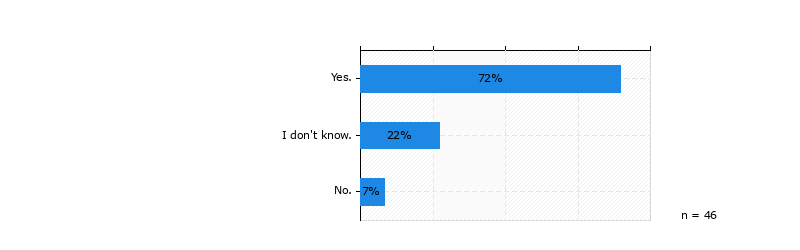 Yes.
72%
I don't know.
22%
No.
7%
n = 46